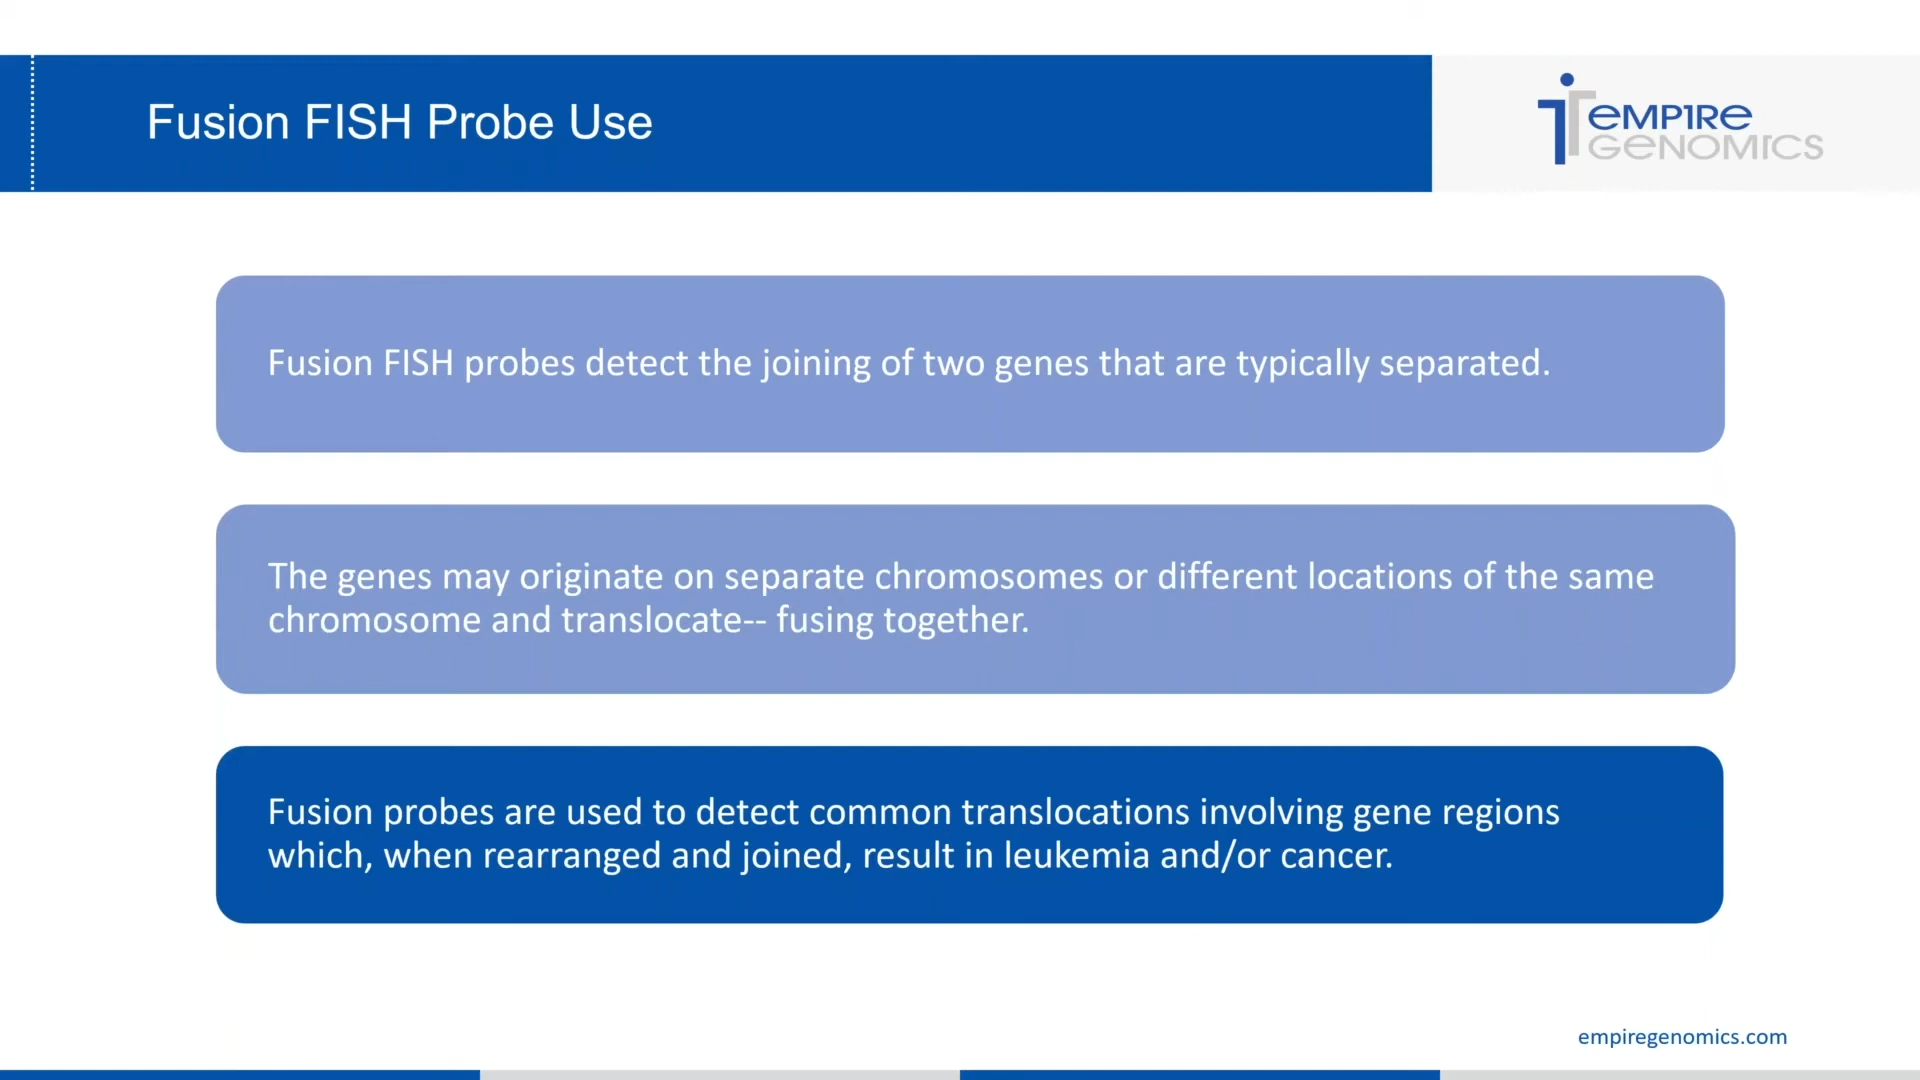 Fusion FISH Probe Use
EMPIRE
GENOMICS
Fusion FISH probes detect the joining of two genes that are typically separated.
The genes may originate on separate chromosomes or different locations of the same
chromosome and translocate-- fusing together.
Fusion probes are used to detect common translocations involving gene regions
which, when rearranged and joined, result in leukemia and/or cancer.
empiregenomics.com